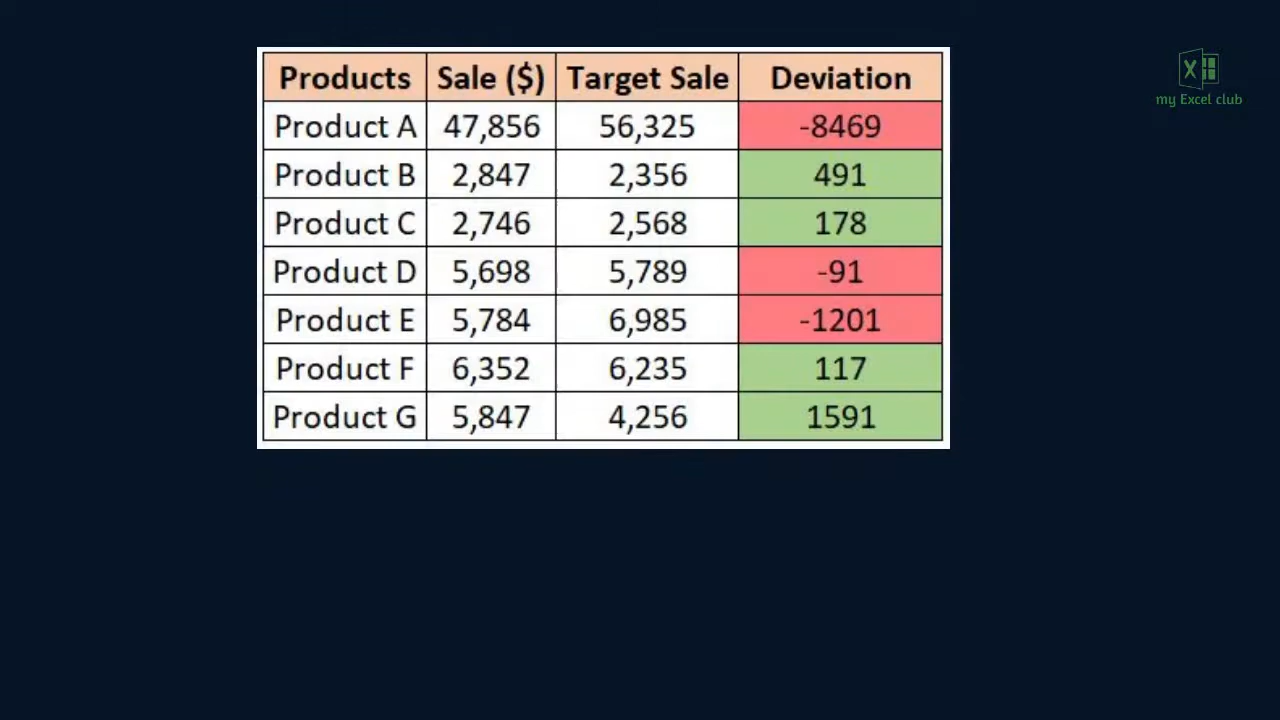 Products Sale ($) Target Sale Deviation
Product A 47,856 56,325 -8469
Product B 2,847 2,356 491
Product C 2,746 2,568 178
Product D 5,698 5,789 -91
Product E 5,784 6,985 -1201
Product F 6,352 6,235 117
Product G 5,847 4,256 1591
X
my Excel club